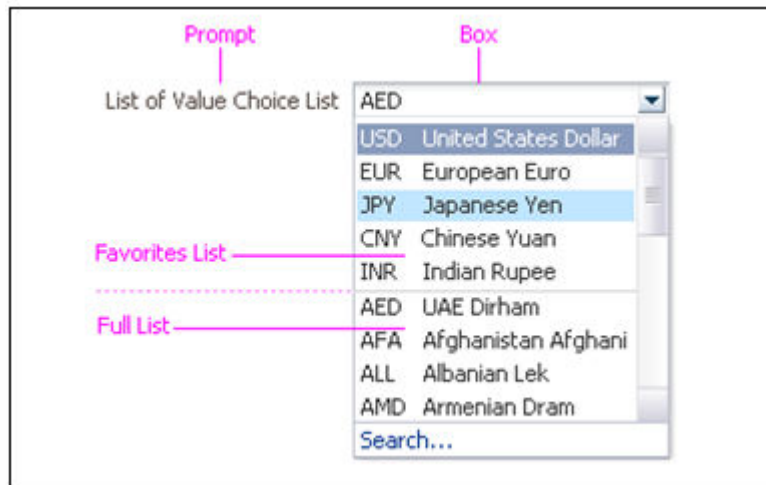 Prompt Box
List of Value Choice List AED
USD United States Dollar
EUR European Euro
JPY Japanese Yen
CNY Chinese Yuan
Favorites List
INR Indian Rupee
AED UAE Dirham
Full List
AFA Afghanistan Afghani
ALL Albanian Lek
AMD Armenian Dram
Search...